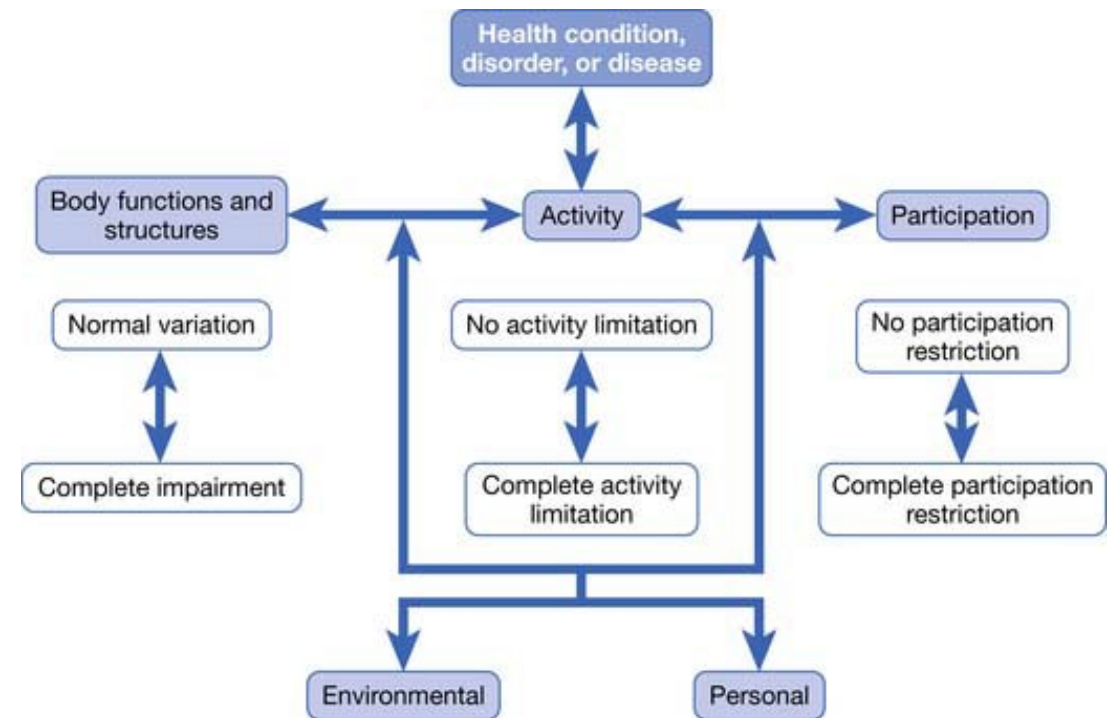 Health condition,
disorder, or disease
Body functions and
structures
Activity
Participation
Normal variation
No activity limitation
No participation
restriction
Complete impairment
Complete activity
limitation
Complete participation
restriction
Environmental
Personal